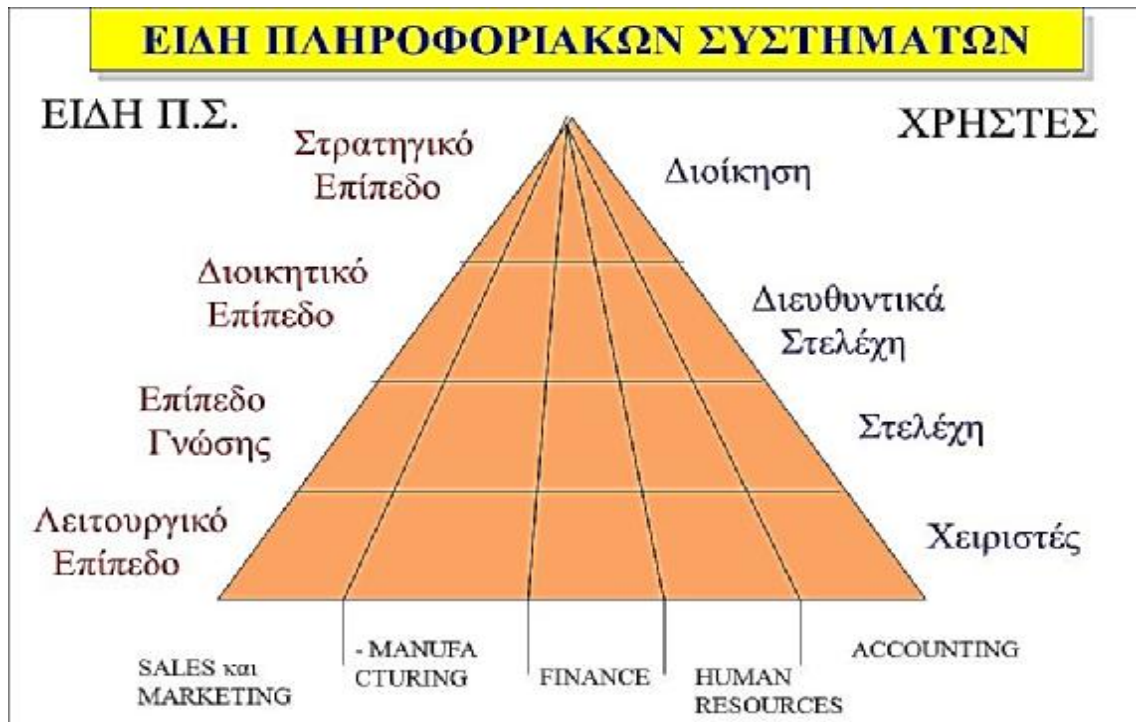 ΕΙΔΗ ΠΛΗΡΟΦΟΡΙΑΚΩΝ ΣΥΣΤΗΜΑΤΩΝ
ΕΙΔΗ Π.Σ.
ΧΡΗΣΤΕΣ
Στρατηγικό
Επίπεδο
Διοίκηση
Διοικητικό
Επίπεδο
Διευθυντικά
Στελέχη
Επίπεδο
Γνώσης
Στελέχη
Λειτουργικό
Επίπεδο
Χειριστές
SALES και
MARKETING
- MANUFA
CTURING
FINANCE
HUMAN
RESOURCES
ACCOUNTING